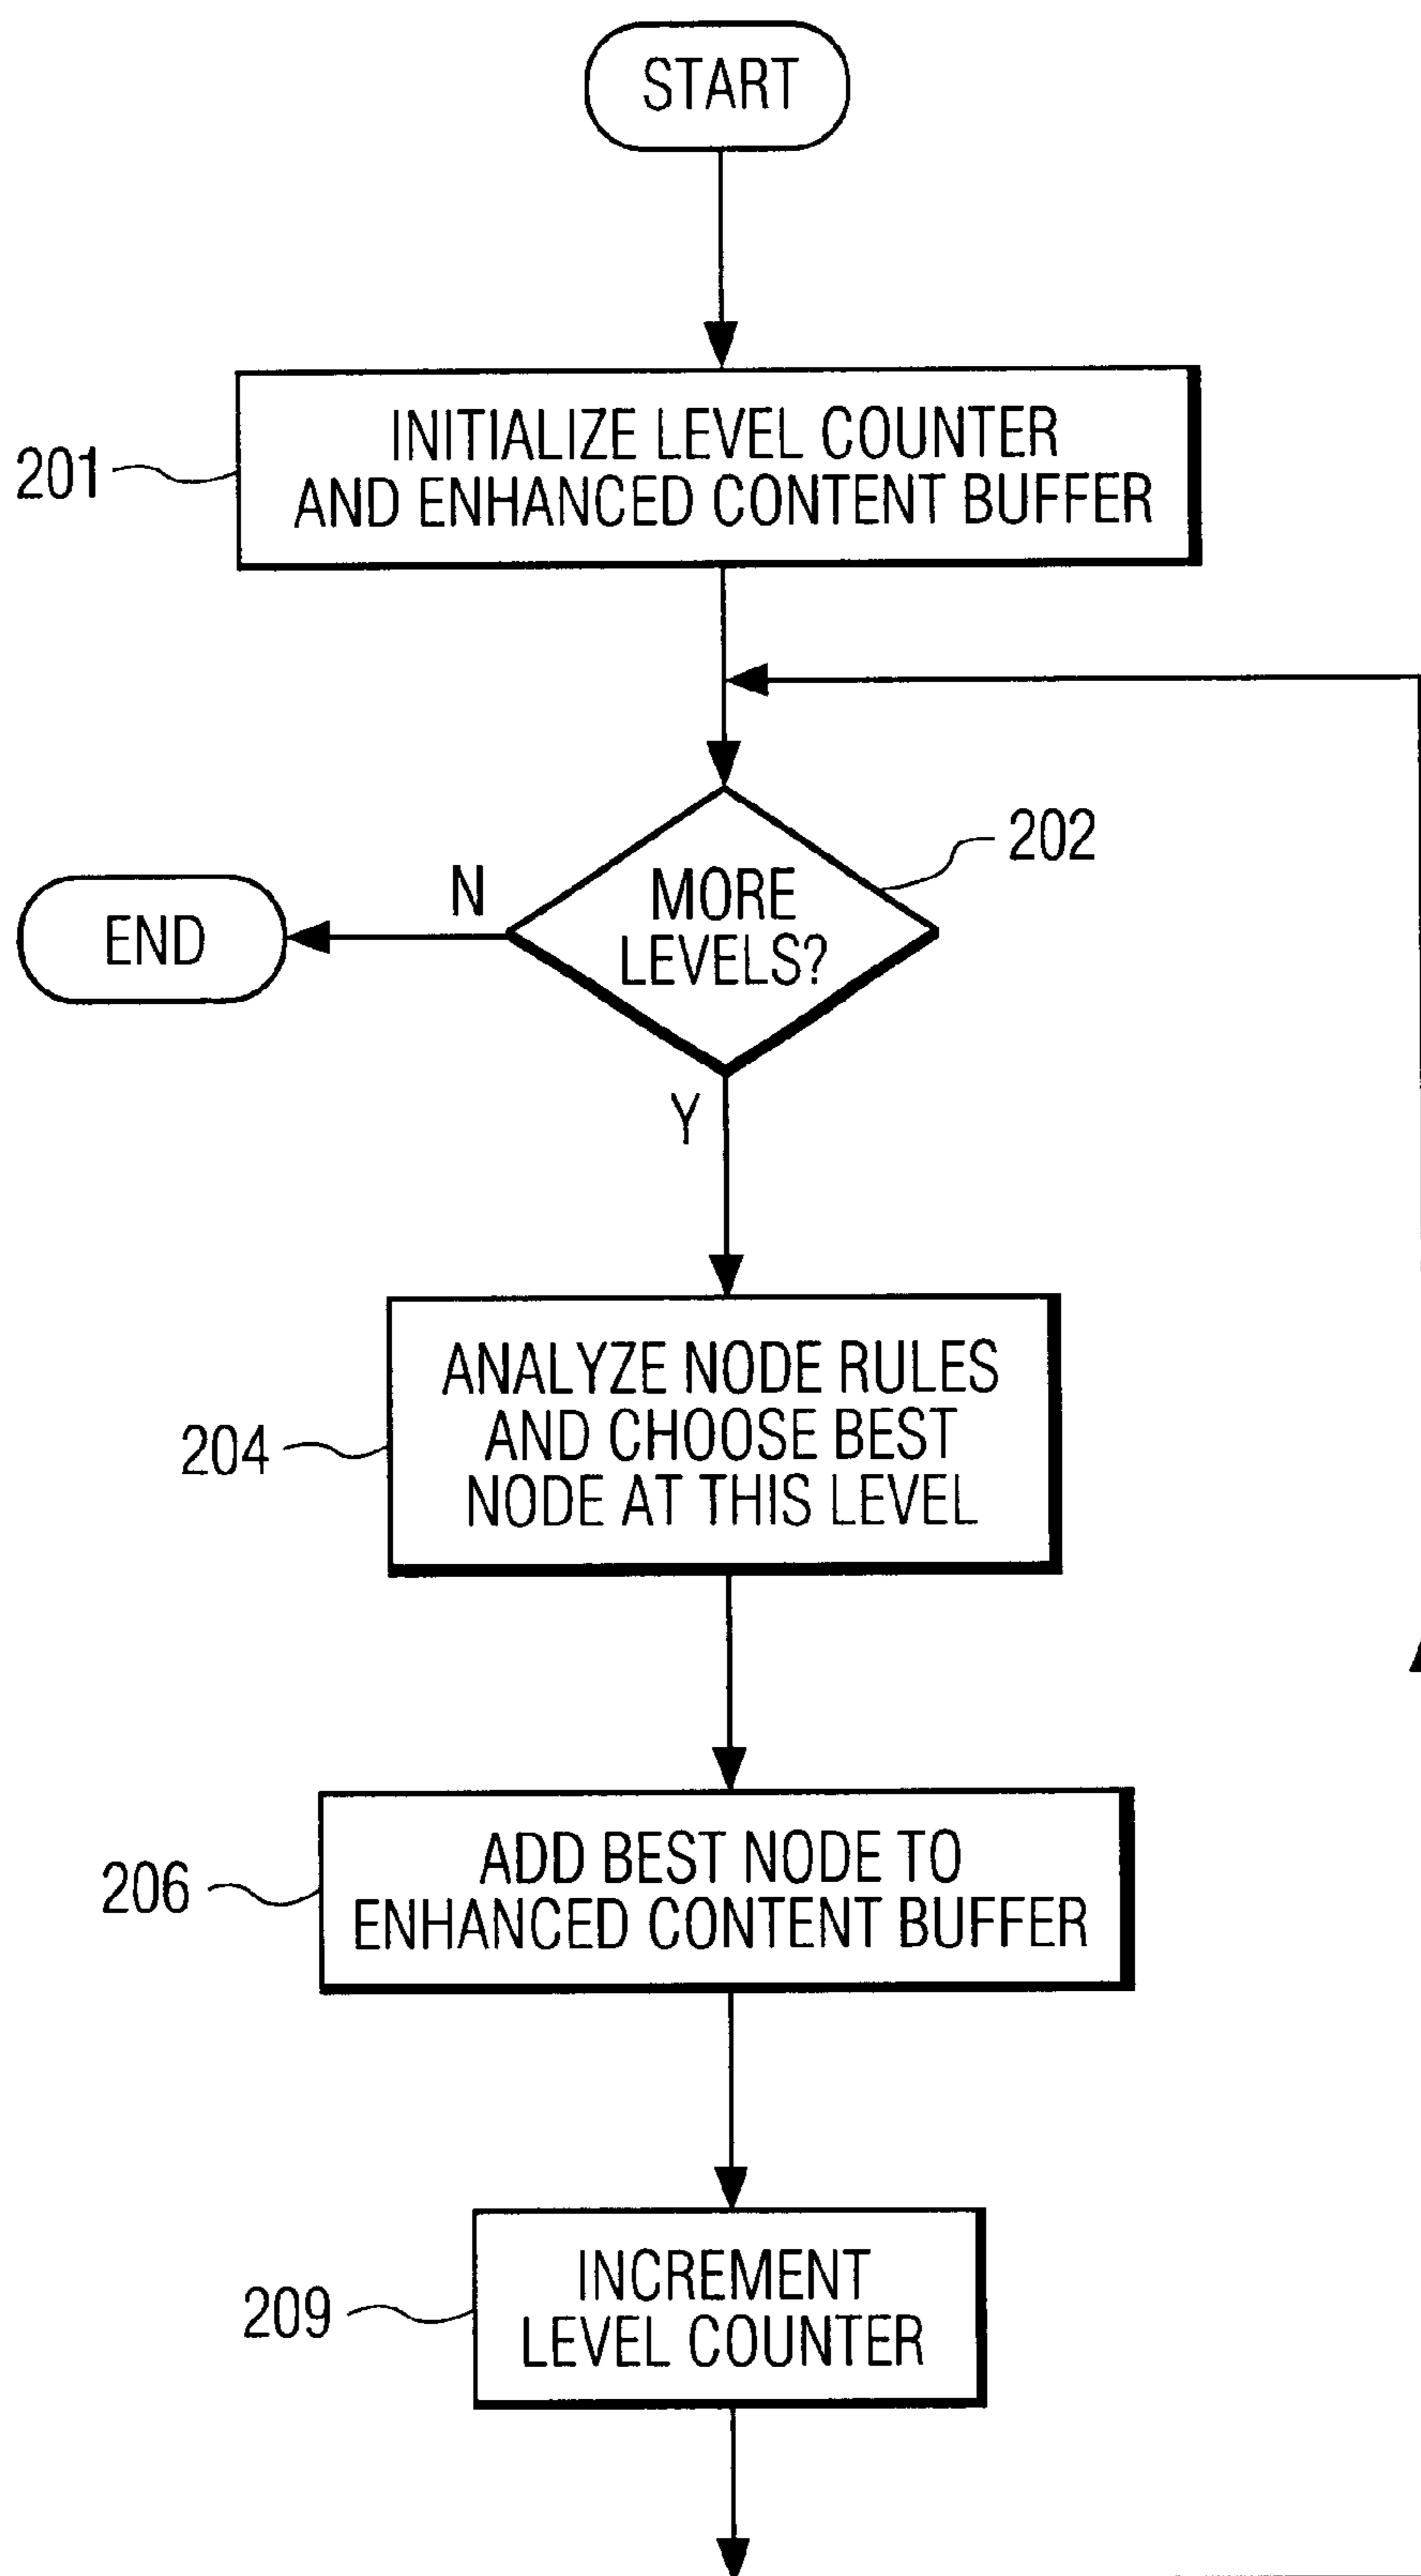 START
201
INITIALIZE LEVEL COUNTER
AND ENHANCED CONTENT BUFFER
202
MORE
LEVELS?
N
END
Y
204
ANALYZE NODE RULES
AND CHOOSE BEST
NODE AT THIS LEVEL
206
ADD BEST NODE TO
ENHANCED CONTENT BUFFER
209
INCREMENT
LEVEL COUNTER